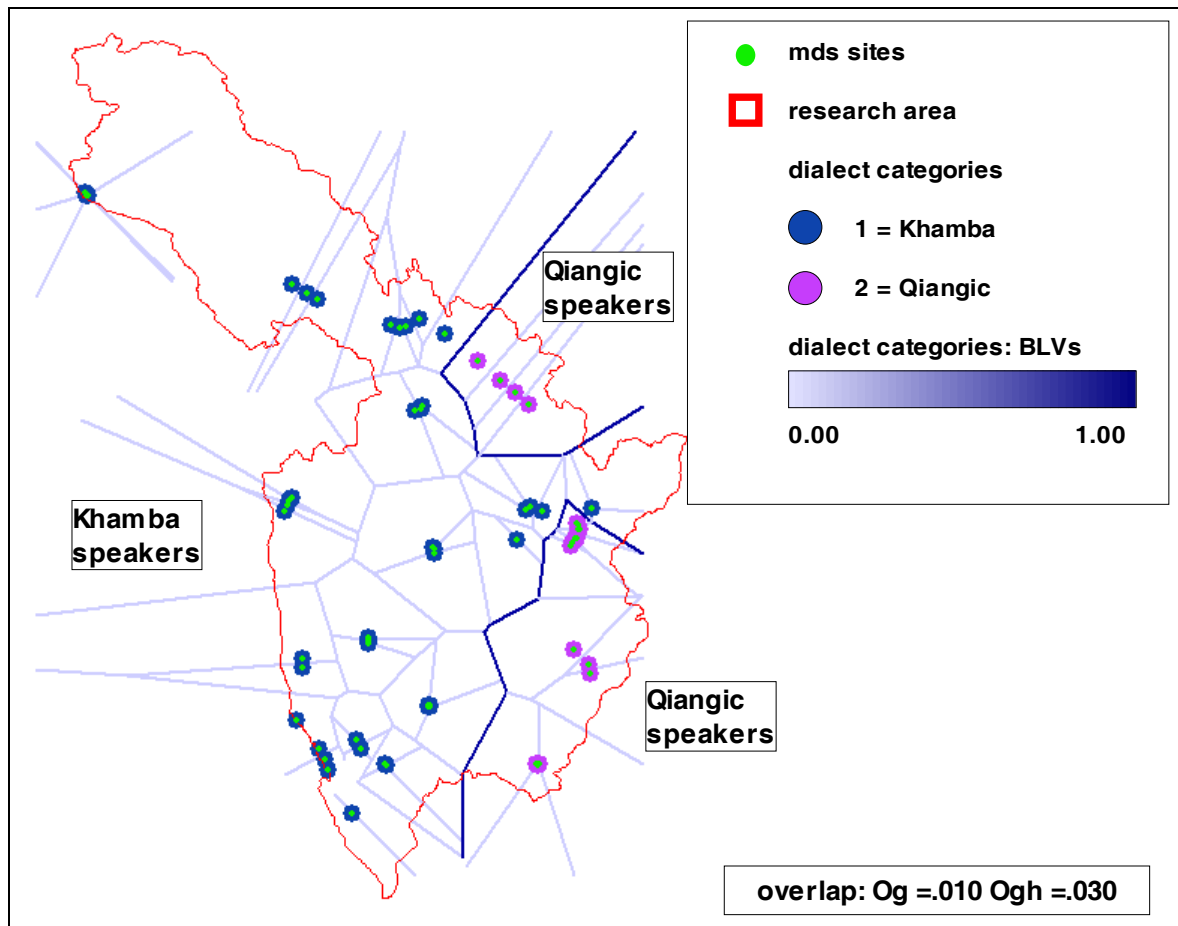 mds sites
research area
dialect categories
1 = Khamba
2 = Qiangic
dialect categories: BLVs
0.00 1.00
Qiangic
speakers
Khamba
speakers
Qiangic
speakers
overlap: Og =.010 Ogh =.030